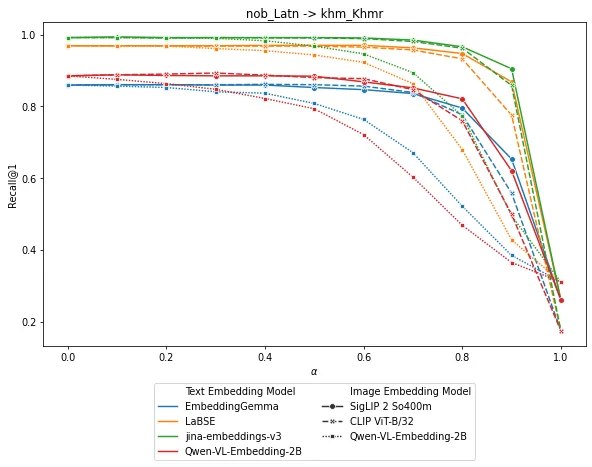 nob_Latn -> khm_Khmr
Recall@1
1.0
0.8
0.6
0.4
0.2
0.0 0.2 0.4 0.6 0.8 1.0
α
Text Embedding Model Image Embedding Model
EmbeddingGemma SigLIP 2 So400m
LaBSE CLIP ViT-B/32
jina-embeddings-v3 Qwen-VL-Embedding-2B
Qwen-VL-Embedding-2B